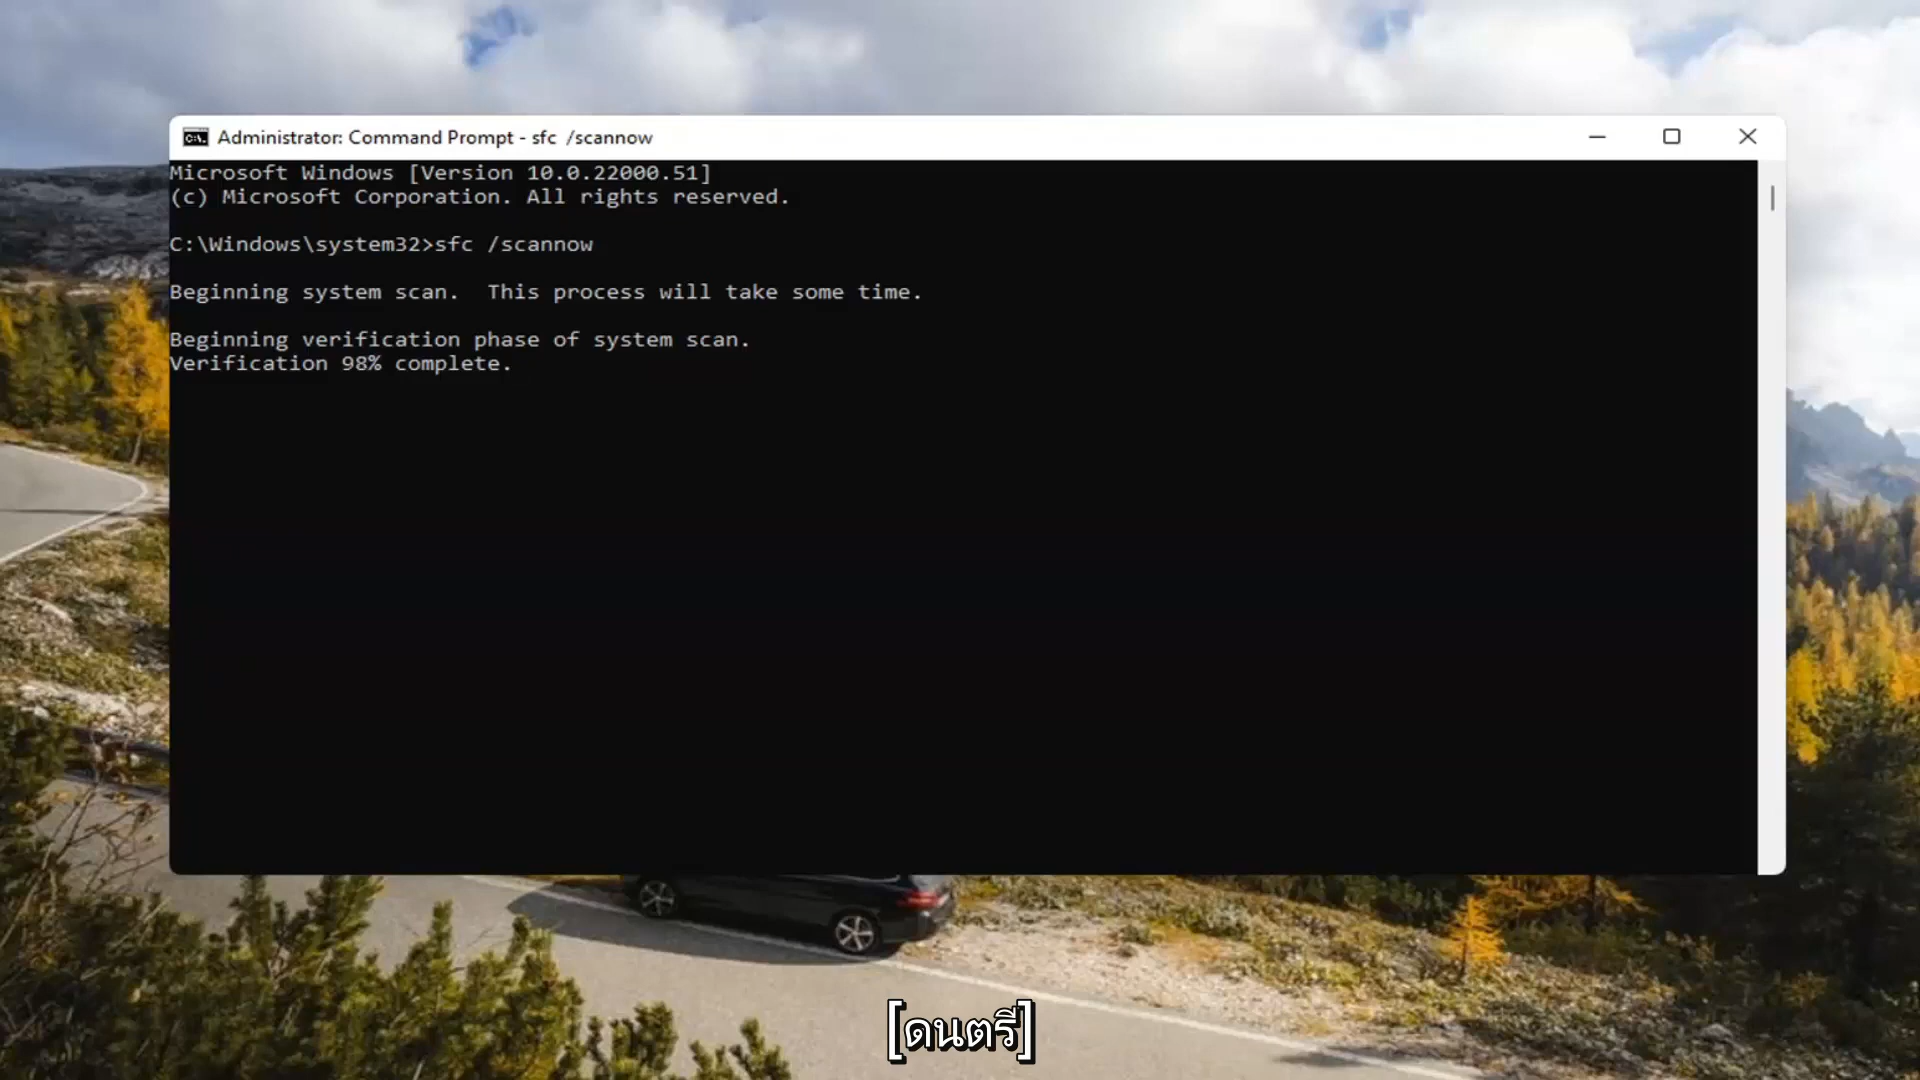 Administrator: Command Prompt - sfc  /scannow
Microsoft Windows [Version 10.0.22000.51]
(c) Microsoft Corporation. All rights reserved.
C:\Windows\system32>sfc /scannow
Beginning system scan.  This process will take some time.
Beginning verification phase of system scan.
Verification 98% complete.
[ดนตรี]